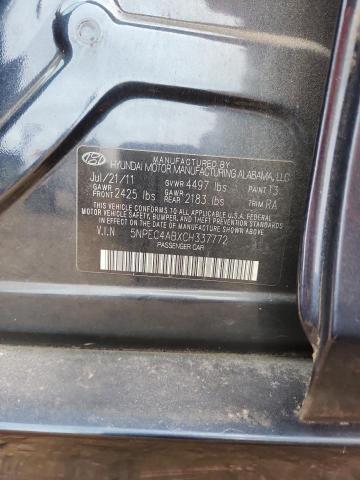 MANUFACTURED BY
HYUNDAI MOTOR MANUFACTURING ALABAMA, LLC
Jul/21/11 GVWR 4497 lbs PAINT T3
GAWR FRONT 2425 lbs GAWR REAR 2183 lbs TRIM RA
THIS VEHICLE CONFORMS TO ALL APPLICABLE U.S.A. FEDERAL
MOTOR VEHICLE SAFETY, BUMPER, AND THEFT PREVENTION
STANDARDS IN EFFECT ON THE DATE OF MANUFACTURE
SHOWN ABOVE.
V.I.N 5NPEC4ABXCH337772
PASSENGER CAR